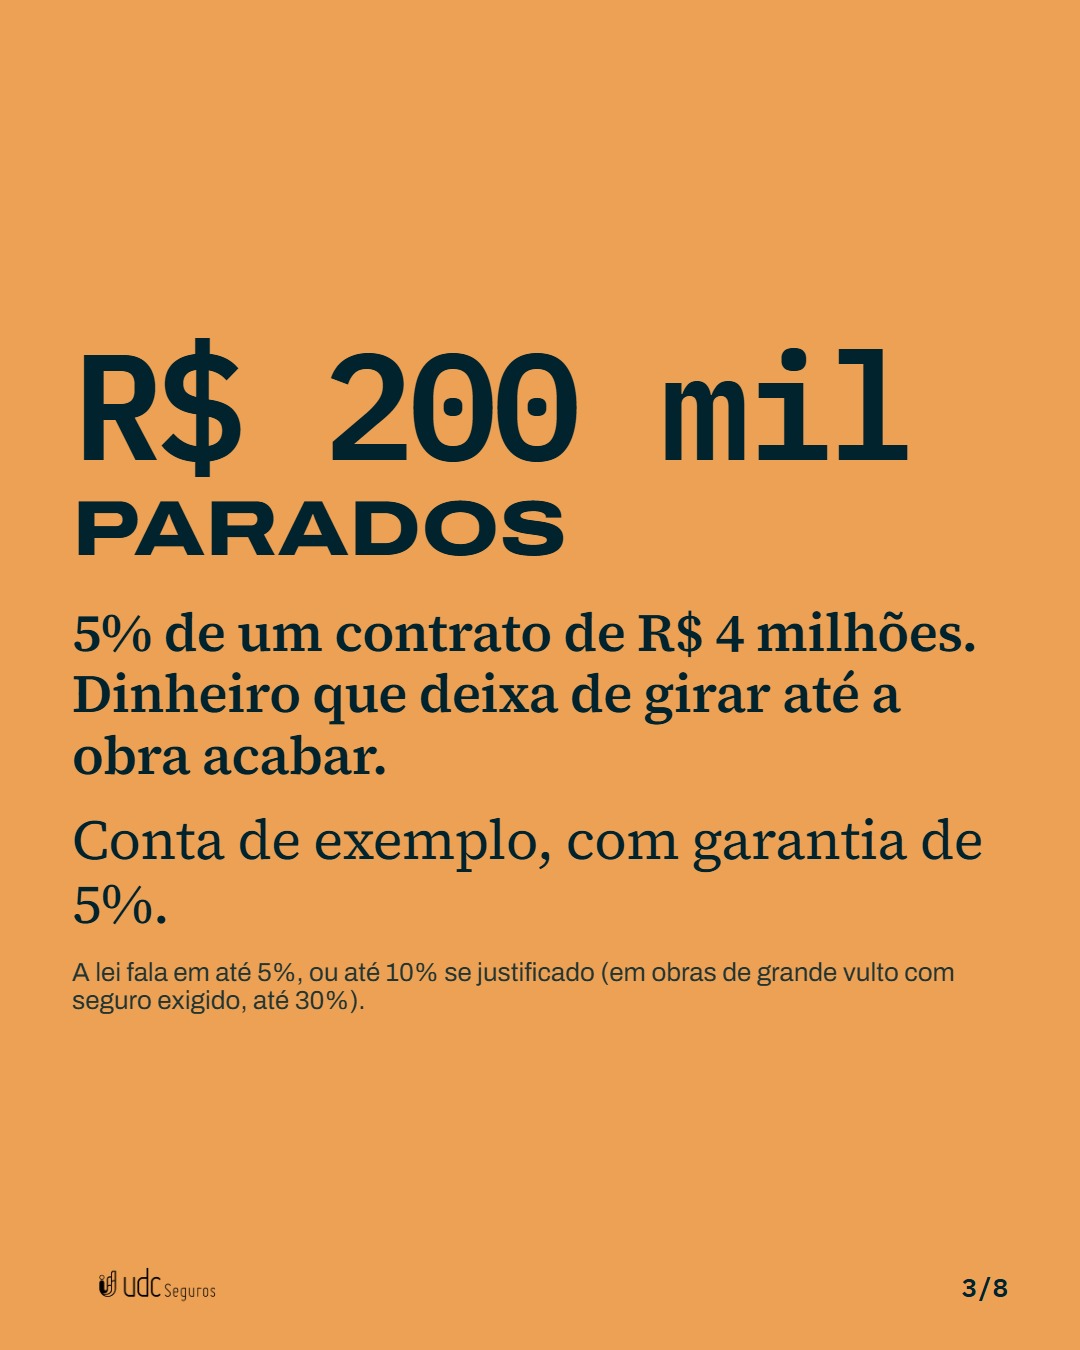 R$ 200 mil
PARADOS
5% de um contrato de R$ 4 milhões.
Dinheiro que deixa de girar até a
obra acabar.
Conta de exemplo, com garantia de
5%.
A lei fala em até 5%, ou até 10% se justificado (em obras de grande vulto com
seguro exigido, até 30%).
udc Seguros
3/8